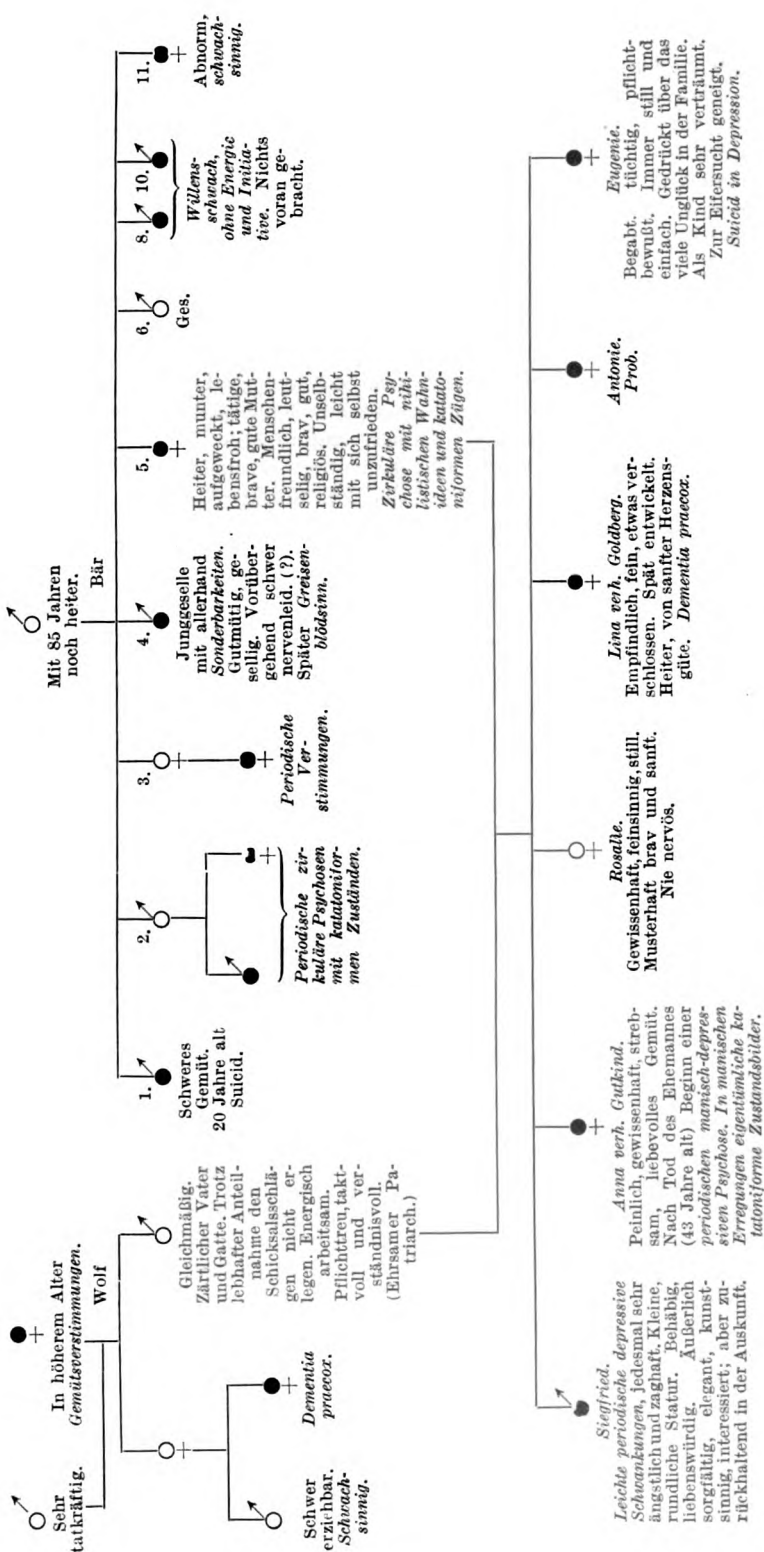 Sehr
tatkräftig.
In höherem Alter
Gemütsverstimmungen.
Wolf
Schwer
erziehbar.
Schwach-
sinnig.
Dementia
praecox.
Gleichmäßig.
Zärtlicher Vater
und Gatte. Trotz
lebhafter Anteil-
nahme den
Schicksalsschlä-
gen nicht er-
legen. Energisch
arbeitsam.
Pflichttreu, takt-
voll und ver-
ständnisvoll.
(Ehrsamer Pa-
triarch.)
Mit 85 Jahren
noch heiter.
Bär
1.
Schweres
Gemüt.
20 Jahre alt
Suicid.
2.
Periodische zir-
kuläre Psychosen
mit katatonifor-
men Zuständen.
3.
Periodische
Ver-
stimmungen.
4.
Junggeselle
mit allerhand
Sonderbarkeiten.
Gutmütig, ge-
sellig. Vorüber-
gehend schwer
nervenleid. (?).
Später Greisen-
blödsinn.
5.
Heiter, munter,
aufgeweckt, le-
bensfroh; tätige,
brave, gute Mut-
ter. Menschen-
freundlich, leut-
selig, brav, gut,
religiös. Unselb-
ständig, leicht
mit sich selbst
unzufrieden.
Zirkuläre Psy-
chose mit nihi-
listischen Wahn-
ideen und katato-
niformen Zügen.
6.
Ges.
8. 10.
Willens-
schwach,
ohne Energie
und Initia-
tive. Nichts
voran ge-
bracht.
11.
Abnorm,
schwach-
sinnig.
Siegfried.
Leichte periodische depressive
Schwankungen, jedesmal sehr
ängstlich und zaghaft. Kleine,
rundliche Statur. Behäbig,
liebenswürdig. Äußerlich
sorgfältig, elegant, kunst-
sinnig, interessiert; aber zu-
rückhaltend in der Auskunft.
Anna verh. Gutkind.
Peinlich, gewissenhaft, streb-
sam, liebevolles Gemüt.
Nach Tod des Ehemannes
(43 Jahre alt) Beginn einer
periodischen manisch-depres-
siven Psychose. In manischen
Erregungen eigentümliche ka-
tatoniforme Zustandsbilder.
Rosalie.
Gewissenhaft, feinsinnig, still.
Musterhaft brav und sanft.
Nie nervös.
Lina verh. Goldberg.
Empfindlich, fein, etwas ver-
schlossen. Spät entwickelt.
Heiter, von sanfter Herzens-
güte. Dementia praecox.
Antonie.
Prob.
Eugenie.
Begabt, tüchtig, pflicht-
bewußt. Immer still und
einfach. Gedrückt über das
viele Unglück in der Familie.
Als Kind sehr verträumt.
Zur Eifersucht geneigt.
Suicid in Depression.